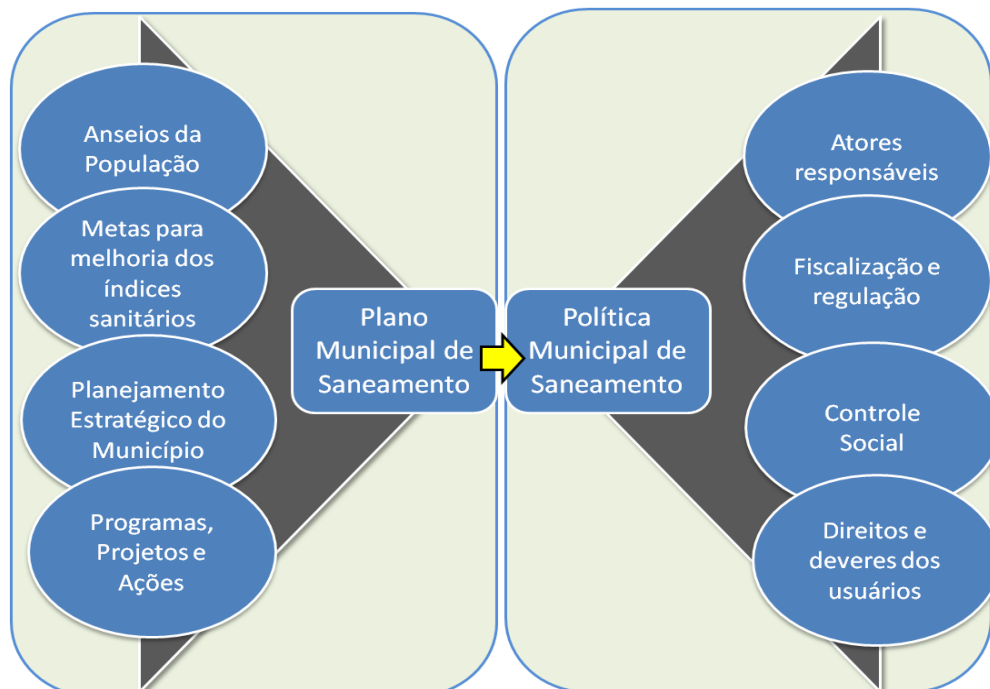 Anseios da
População
Metas para
melhoria dos
índices
sanitários
Planejamento
Estratégico do
Município
Programas,
Projetos e
Ações
Plano
Municipal de
Saneamento
Política
Municipal de
Saneamento
Atores
responsáveis
Fiscalização e
regulação
Controle
Social
Direitos e
deveres dos
usuários